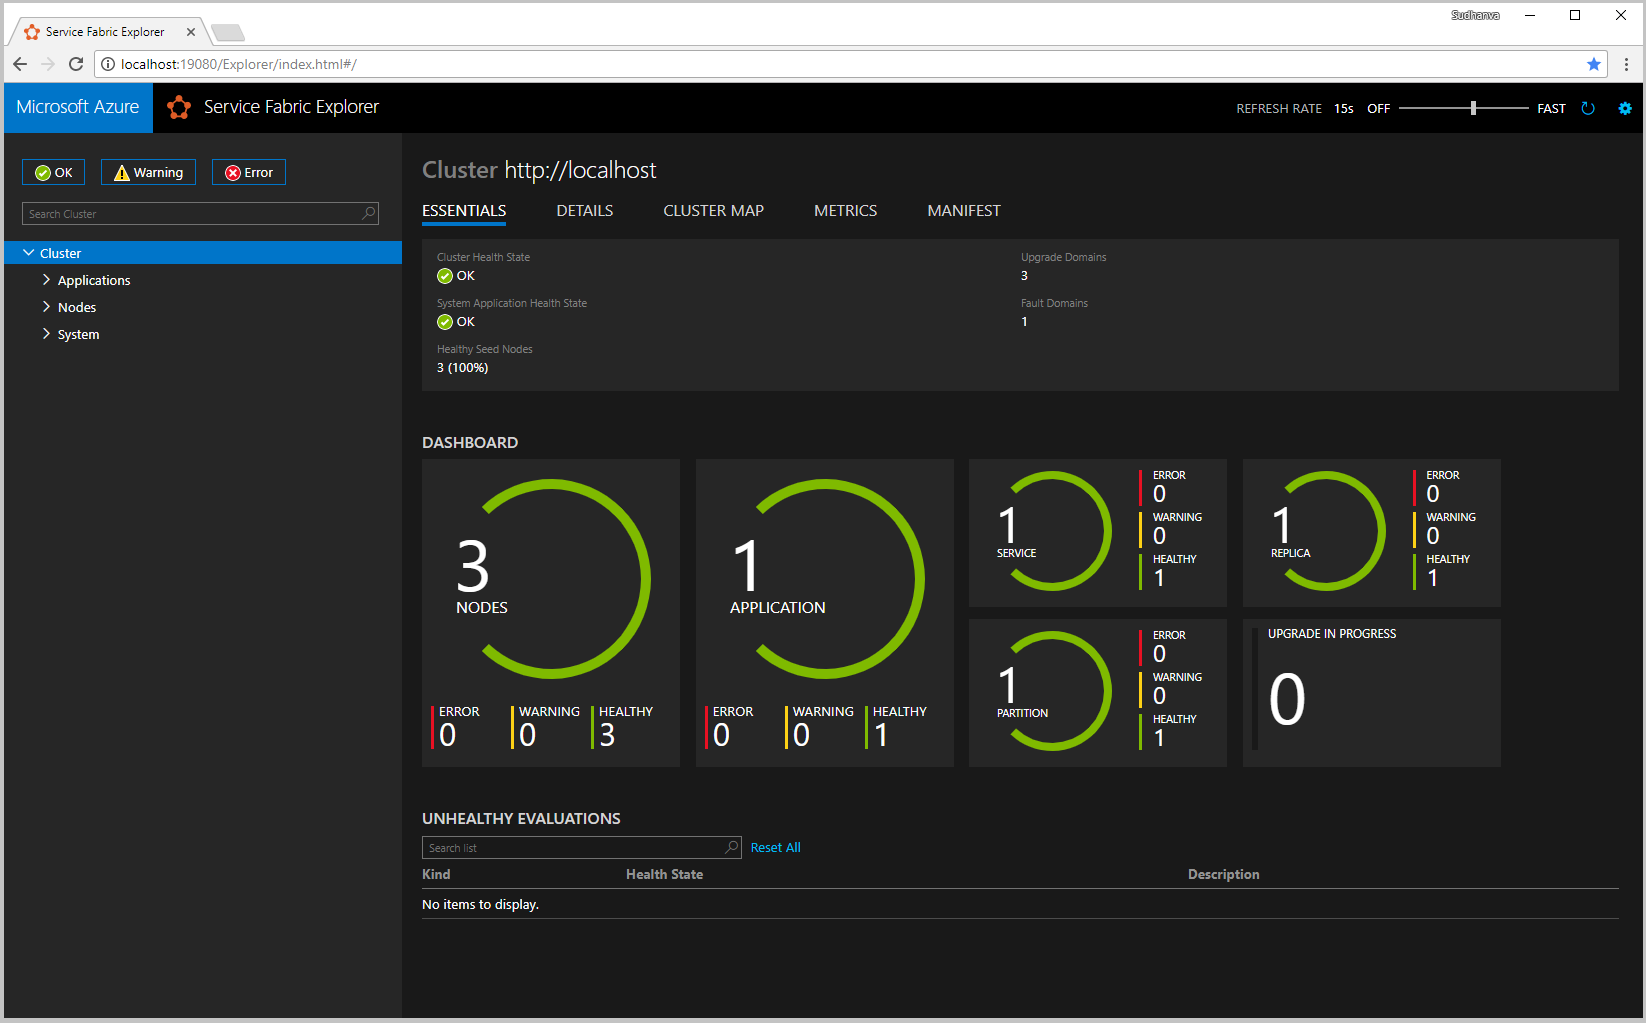 Sudhanva
Service Fabric Explorer
localhost:19080/Explorer/index.html#/
Microsoft Azure
Service Fabric Explorer
REFRESH RATE 15s OFF FAST
OK
Warning
Error
Search Cluster
Cluster
Applications
Nodes
System
Cluster http://localhost
ESSENTIALS DETAILS CLUSTER MAP METRICS MANIFEST
Cluster Health State
OK
System Application Health State
OK
Healthy Seed Nodes
3 (100%)
Upgrade Domains
3
Fault Domains
1
DASHBOARD
3
NODES
ERROR
0
WARNING
0
HEALTHY
3
1
APPLICATION
ERROR
0
WARNING
0
HEALTHY
1
1
SERVICE
ERROR
0
WARNING
0
HEALTHY
1
1
REPLICA
ERROR
0
WARNING
0
HEALTHY
1
1
PARTITION
ERROR
0
WARNING
0
HEALTHY
1
UPGRADE IN PROGRESS
0
UNHEALTHY EVALUATIONS
Search list
Reset All
Kind Health State Description
No items to display.